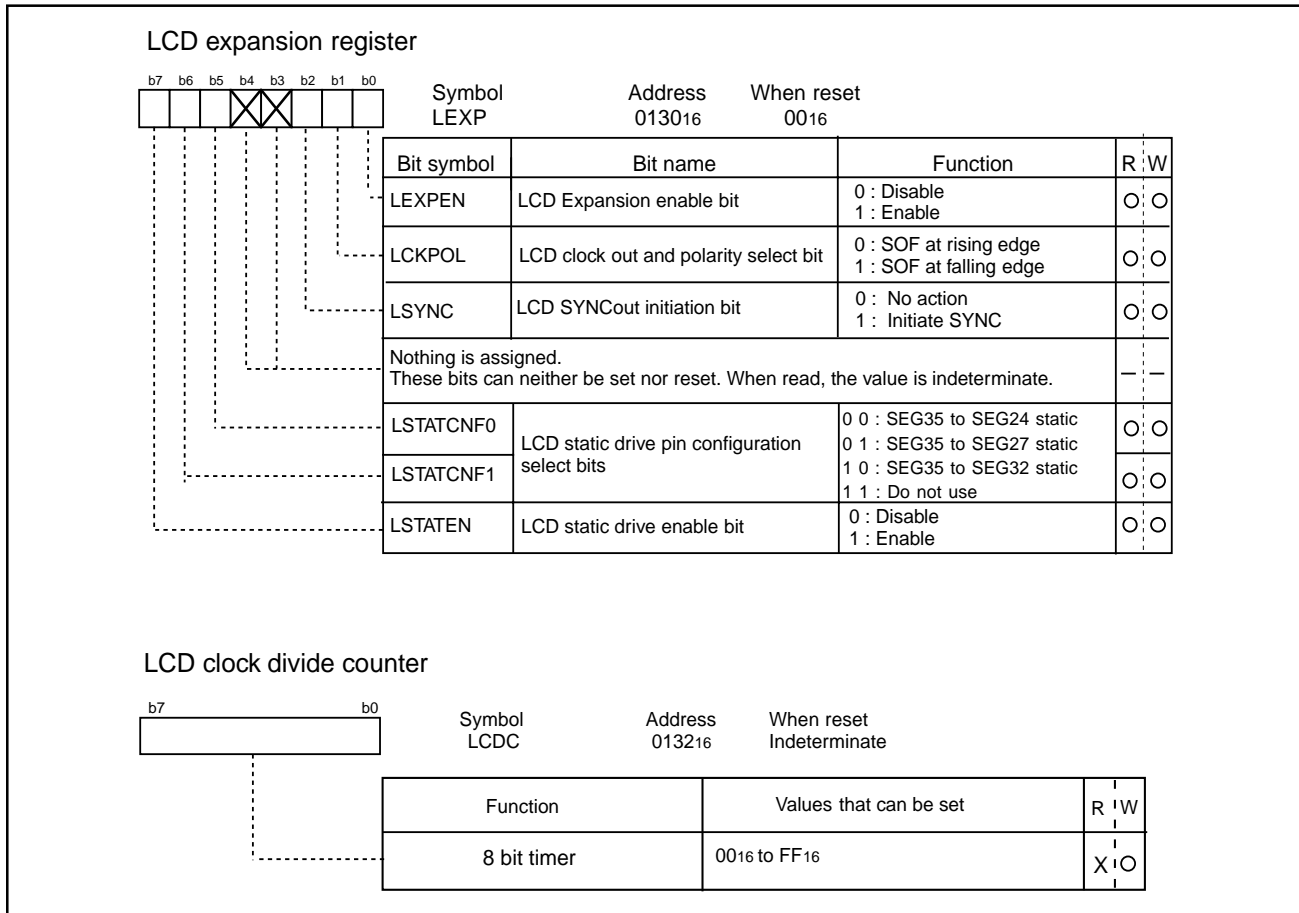 LCD expansion register
b7 b6 b5 b4 b3 b2 b1 b0
Symbol Address When reset
LEXP 013016 0016
Bit symbol Bit name Function R W
LEXPEN LCD Expansion enable bit 0 : Disable
1 : Enable
LCKPOL LCD clock out and polarity select bit 0 : SOF at rising edge
1 : SOF at falling edge
LSYNC LCD SYNCout initiation bit 0 : No action
1 : Initiate SYNC
Nothing is assigned.
These bits can neither be set nor reset. When read, the value is indeterminate. – –
LSTATCNF0 LCD static drive pin configuration
select bits
0 0 : SEG35 to SEG24 static
0 1 : SEG35 to SEG27 static
LSTATCNF1 1 0 : SEG35 to SEG32 static
1 1 : Do not use
LSTATEN LCD static drive enable bit 0 : Disable
1 : Enable
LCD clock divide counter
b7 b0
Symbol Address When reset
LCDC 013216 Indeterminate
Function Values that can be set R W
8 bit timer 0016 to FF16 X O